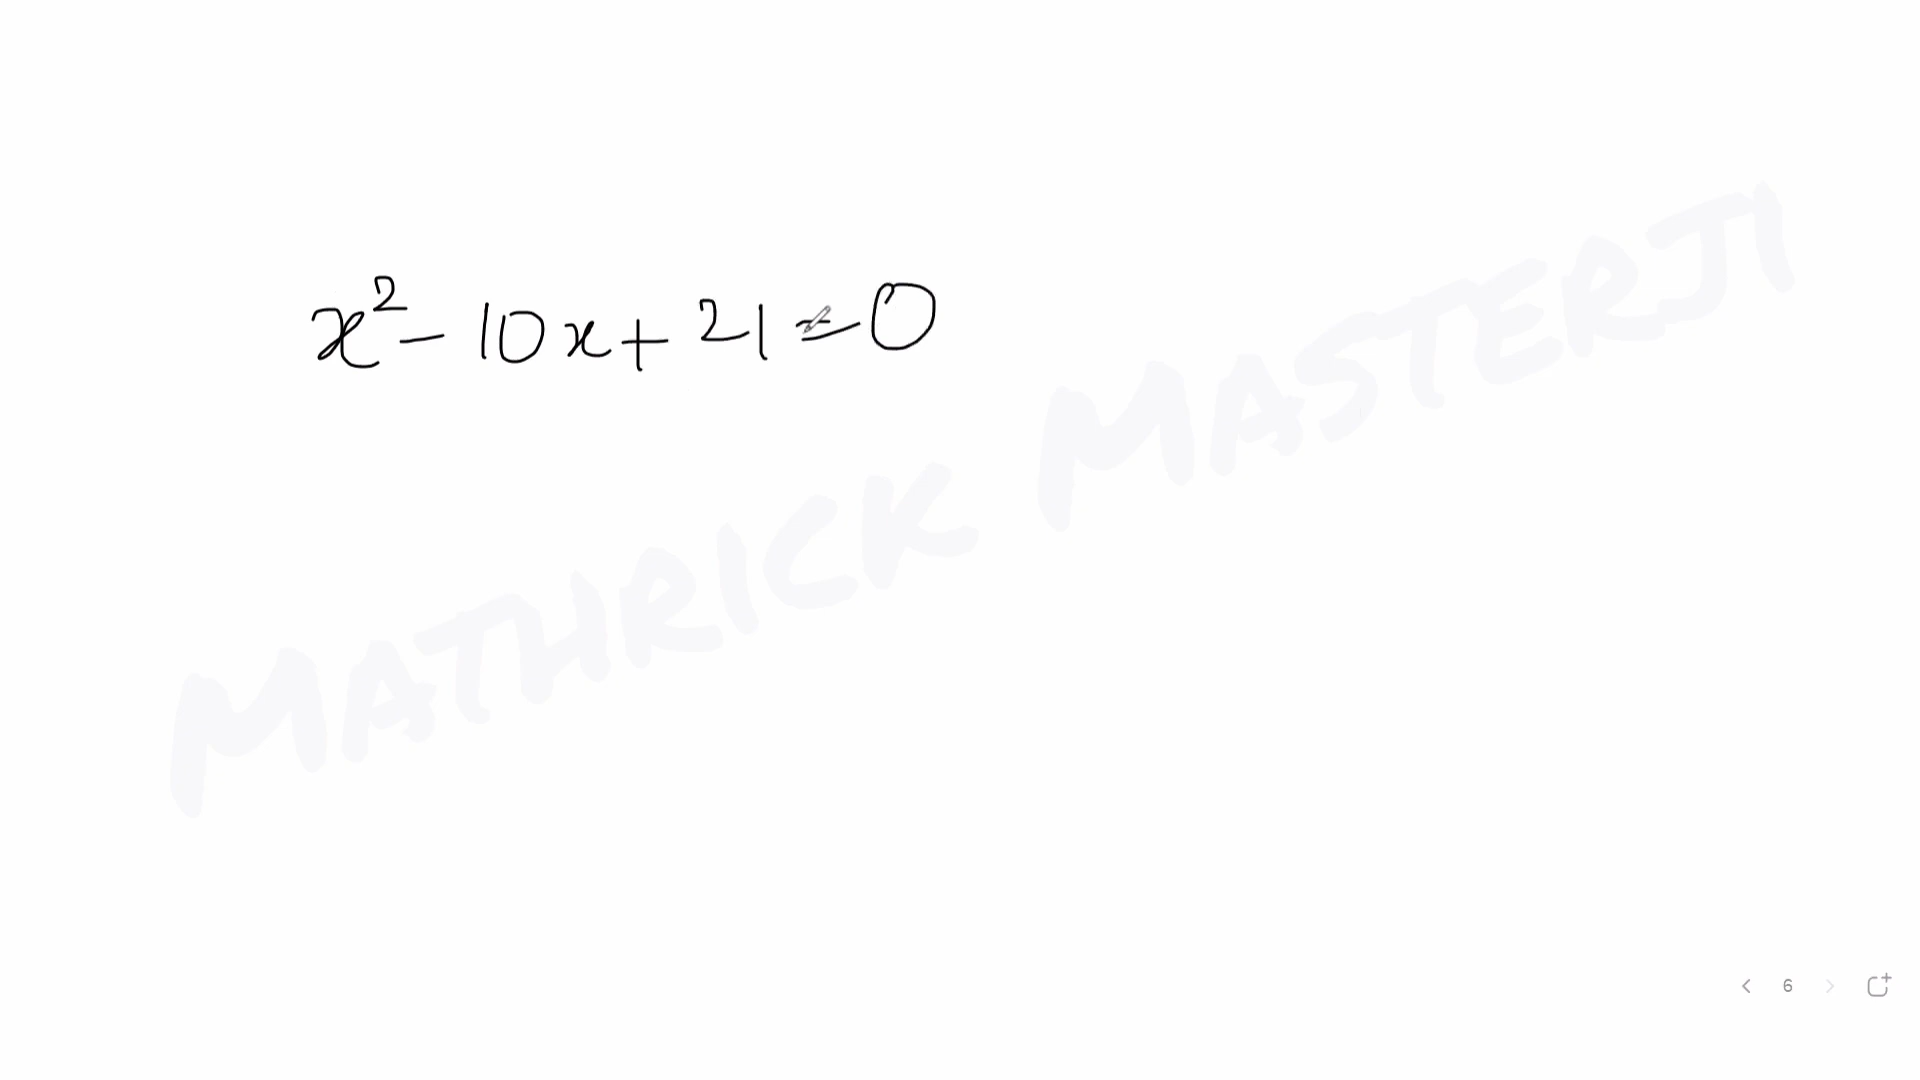 x² - 10x + 21 = 0
MATHRICK MASTERJI
6